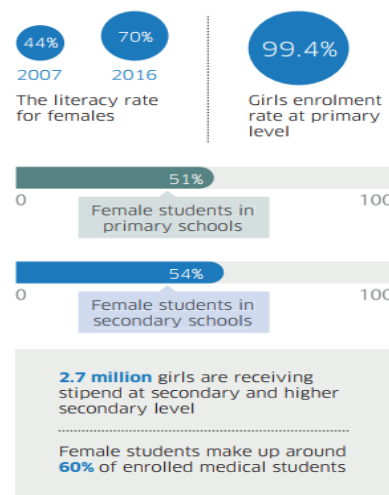 44%
70%
2007
2016
The literacy rate
for females
99.4%
Girls enrolment
rate at primary
level
51%
0
100
Female students in
primary schools
54%
0
100
Female students in
secondary schools
2.7 million girls are receiving
stipend at secondary and higher
secondary level
Female students make up around
60% of enrolled medical students